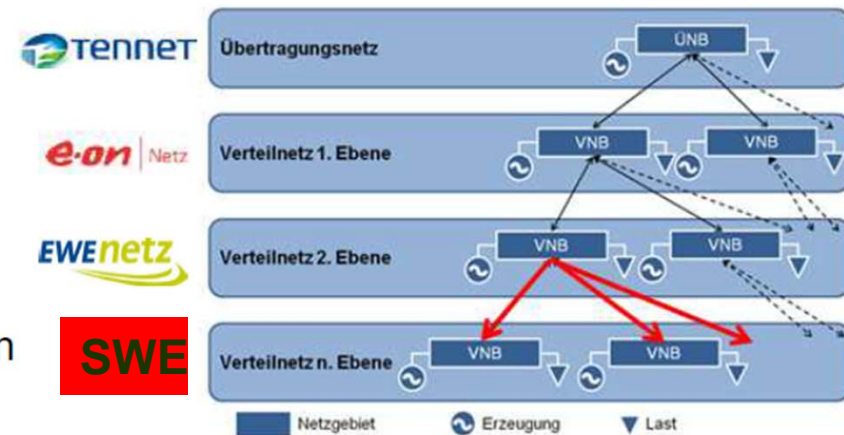 TENNET
Übertragungsnetz
ÜNB
e·on | Netz
Verteilnetz 1. Ebene
VNB
VNB
EWEnetz
Verteilnetz 2. Ebene
VNB
VNB
n
SWE
Verteilnetz n. Ebene
VNB
VNB
Netzgebiet
Erzeugung
Last